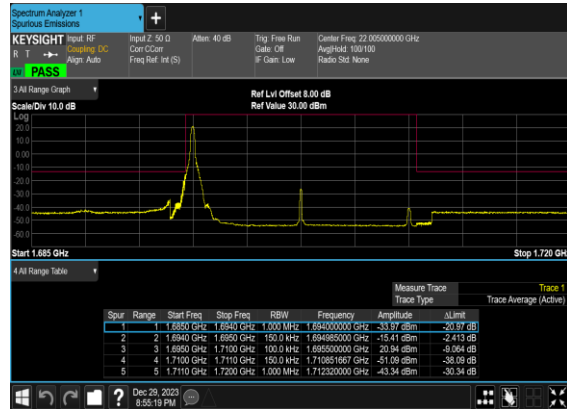 Spectrum Analyzer 1
Spurious Emissions
+
KEYSIGHT Input: RF Input Z: 50 Ω Atten: 40 dB Trig: Free Run Center Freq: 22.005000000 GHz
R T Coupling: DC Corr CCorr Gate: Off Avg|Hold: 100/100
Align: Auto Freq Ref: Int (S) IF Gain: Low Radio Std: None
PASS
3 All Range Graph
Ref Lvl Offset 8.00 dB
Scale/Div 10.0 dB Ref Value 30.00 dBm
Log
20.0
10.0
0.00
-10.0
-20.0
-30.0
-40.0
-50.0
-60.0
Start 1.685 GHz Stop 1.720 GH
4 All Range Table
Measure Trace Trace 1
Trace Type Trace Average (Active)
Spur Range Start Freq Stop Freq RBW Frequency Amplitude ΔLimit
1 1 1.6850 GHz 1.6940 GHz 1.000 MHz 1.694000000 GHz -33.97 dBm -20.97 dB
2 2 1.6940 GHz 1.6950 GHz 150.0 kHz 1.694985000 GHz -15.41 dBm -2.413 dB
3 3 1.6950 GHz 1.7100 GHz 100.0 kHz 1.695500000 GHz 20.94 dBm -9.064 dB
4 4 1.7100 GHz 1.7110 GHz 150.0 kHz 1.710851667 GHz -51.09 dBm -38.09 dB
5 5 1.7110 GHz 1.7200 GHz 1.000 MHz 1.712320000 GHz -43.34 dBm -30.34 dB
? Dec 29, 2023
8:55:19 PM